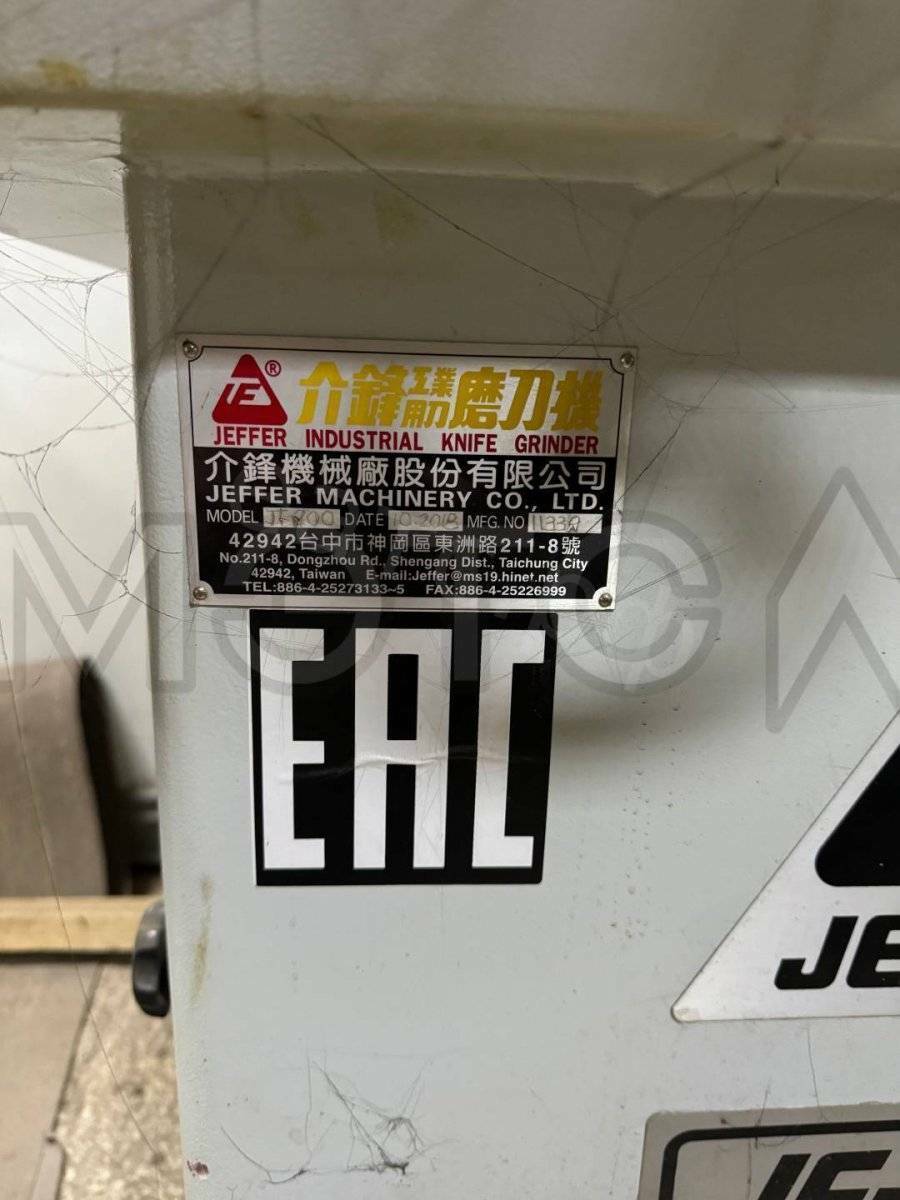 JE ®
介鋒工業用磨刀機
JEFFER INDUSTRIAL KNIFE GRINDER
介鋒機械廠股份有限公司
JEFFER MACHINERY CO., LTD.
MODEL DATE 10.2018 MFG. NO
42942台中市神岡區東洲路211-8號
No.211-8, Dongzhou Rd., Shengang Dist., Taichung City
42942, Taiwan E-mail:Jeffer@ms19.hinet.net
TEL:886-4-25273133~5 FAX:886-4-25226999
EAC
JE